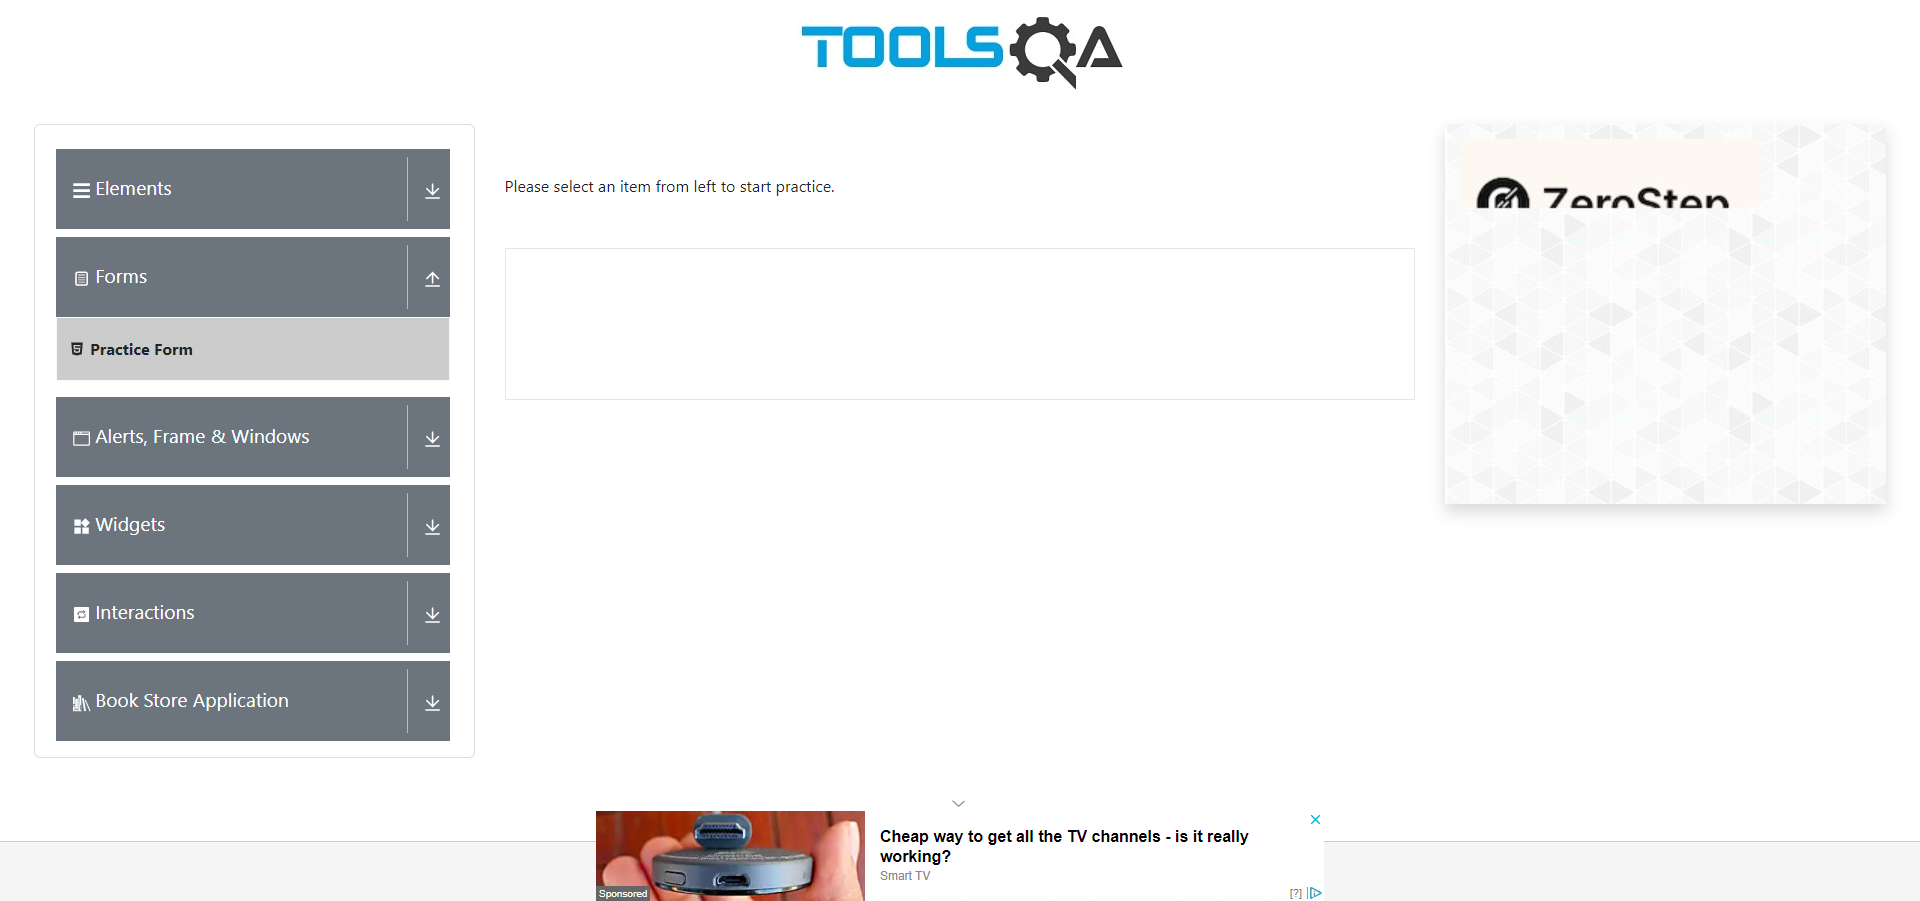 TOOLSQA
Elements
Forms
Practice Form
Alerts, Frame & Windows
Widgets
Interactions
Book Store Application
Please select an item from left to start practice.
ZeroStep
Cheap way to get all the TV channels - is it really
working?
Smart TV
Sponsored
[?]